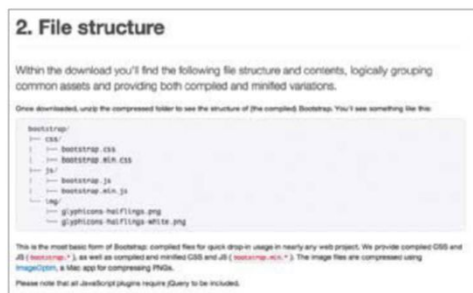 2. File structure
Within the download you'll find the following file structure and contents, logically grouping
common assets and providing both compiled and minified variations.
Once downloaded, unzip the compressed folder to see the structure of (the compiled) Bootstrap. You'll see something like this:
bootstrap/
├── css/
│   ├── bootstrap.css
│   ├── bootstrap.min.css
├── js/
│   ├── bootstrap.js
│   ├── bootstrap.min.js
└── img/
    ├── glyphicons-halflings.png
    └── glyphicons-halflings-white.png
This is the most basic form of Bootstrap: compiled files for quick drop-in usage in nearly any web project. We provide compiled CSS and
JS ( bootstrap.* ), as well as compiled and minified CSS and JS ( bootstrap.min.* ). The image files are compressed using
ImageOptim, a Mac app for compressing PNGs.
Please note that all JavaScript plugins require jQuery to be included.